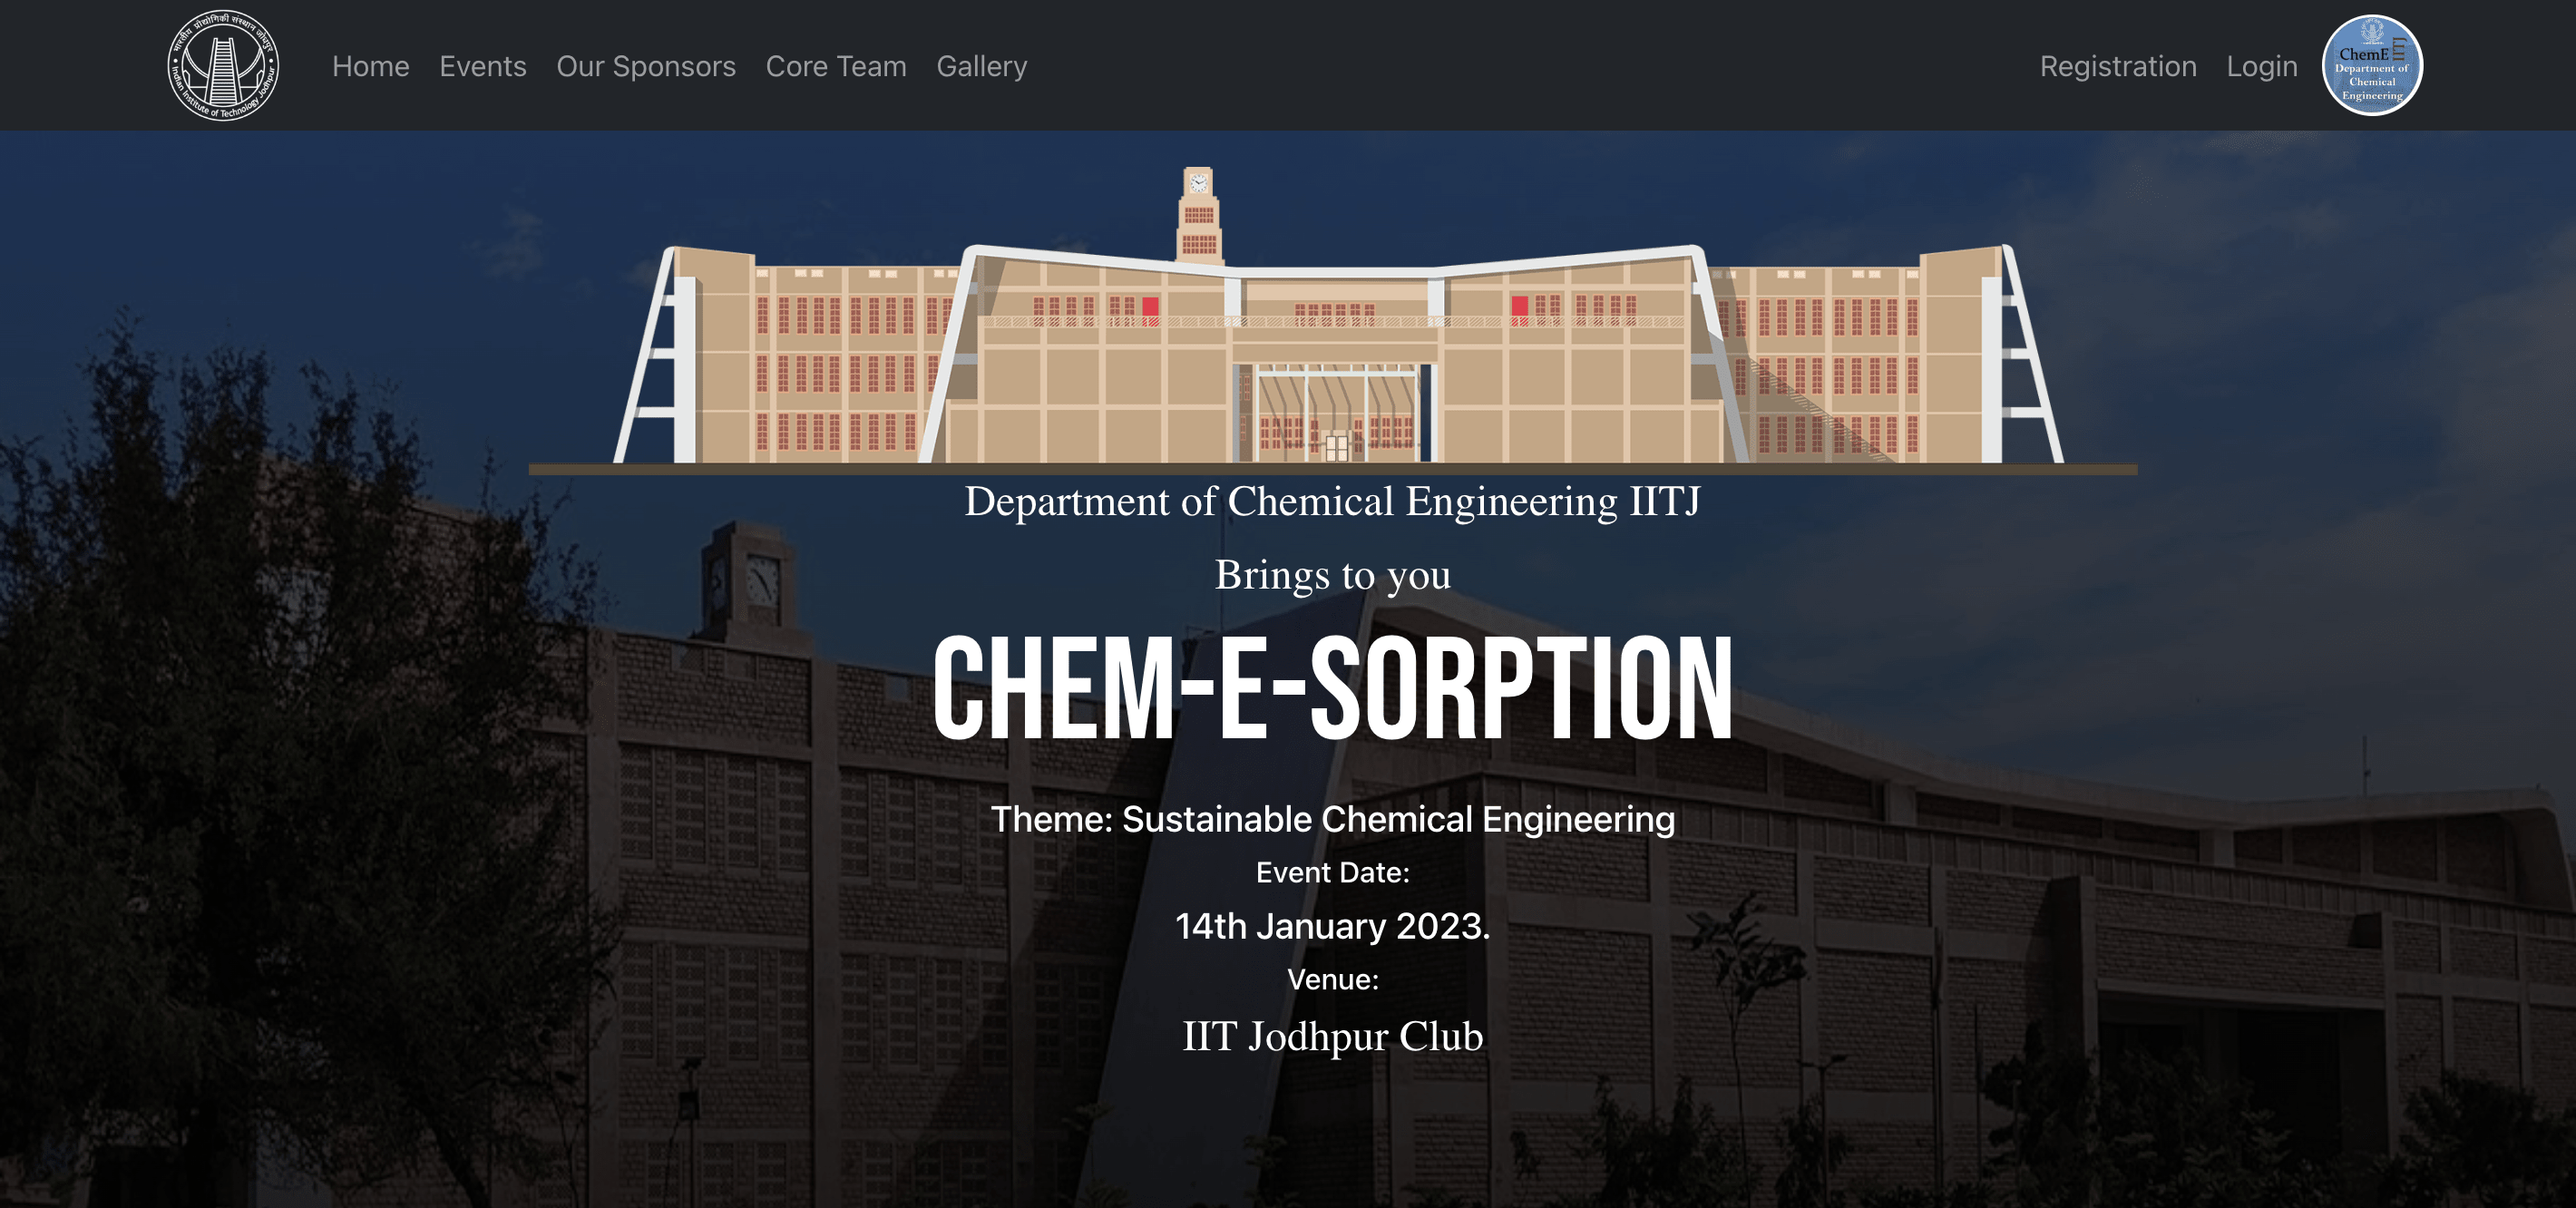 भारतीय प्रौद्योगिकी संस्थान जोधपुर
Indian Institute of Technology Jodhpur
Home Events Our Sponsors Core Team Gallery
Registration Login
ChemE IITJ
Department of
Chemical
Engineering
Department of Chemical Engineering IITJ
Brings to you
CHEM-E-SORPTION
Theme: Sustainable Chemical Engineering
Event Date:
14th January 2023.
Venue:
IIT Jodhpur Club